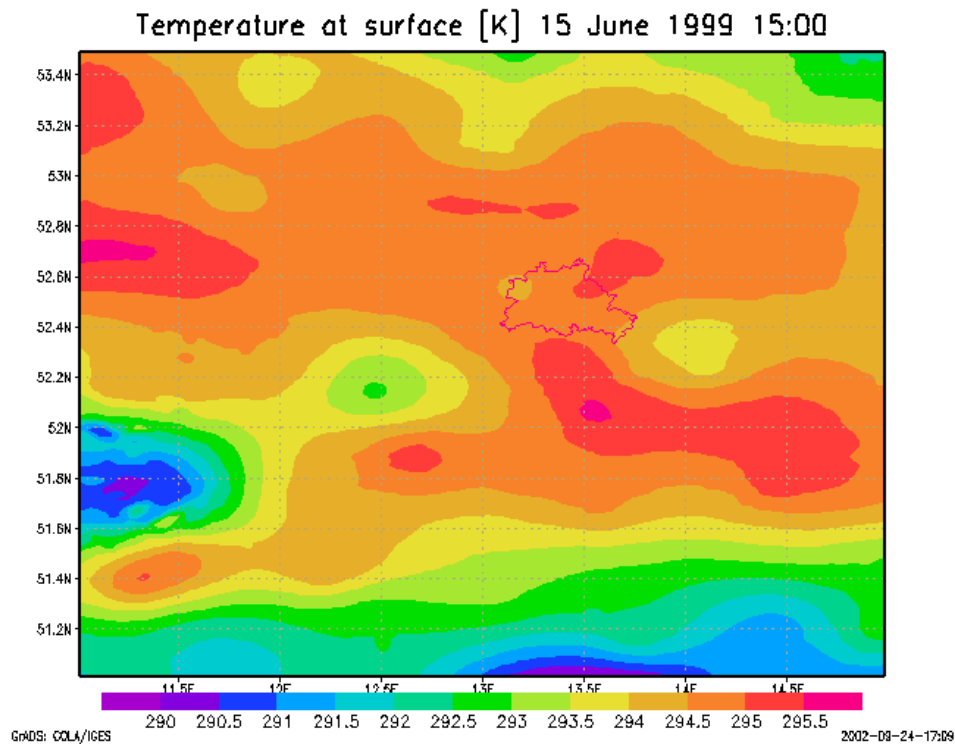 Temperature at surface [K] 15 June 1999 15:00
53.4N
53.2N
53N
52.8N
52.6N
52.4N
52.2N
52N
51.8N
51.6N
51.4N
51.2N
11.5E 12E 12.5E 13E 13.5E 14E 14.5E
290 290.5 291 291.5 292 292.5 293 293.5 294 294.5 295 295.5
GrADS: COLA/IGES 2002-09-24-17:09